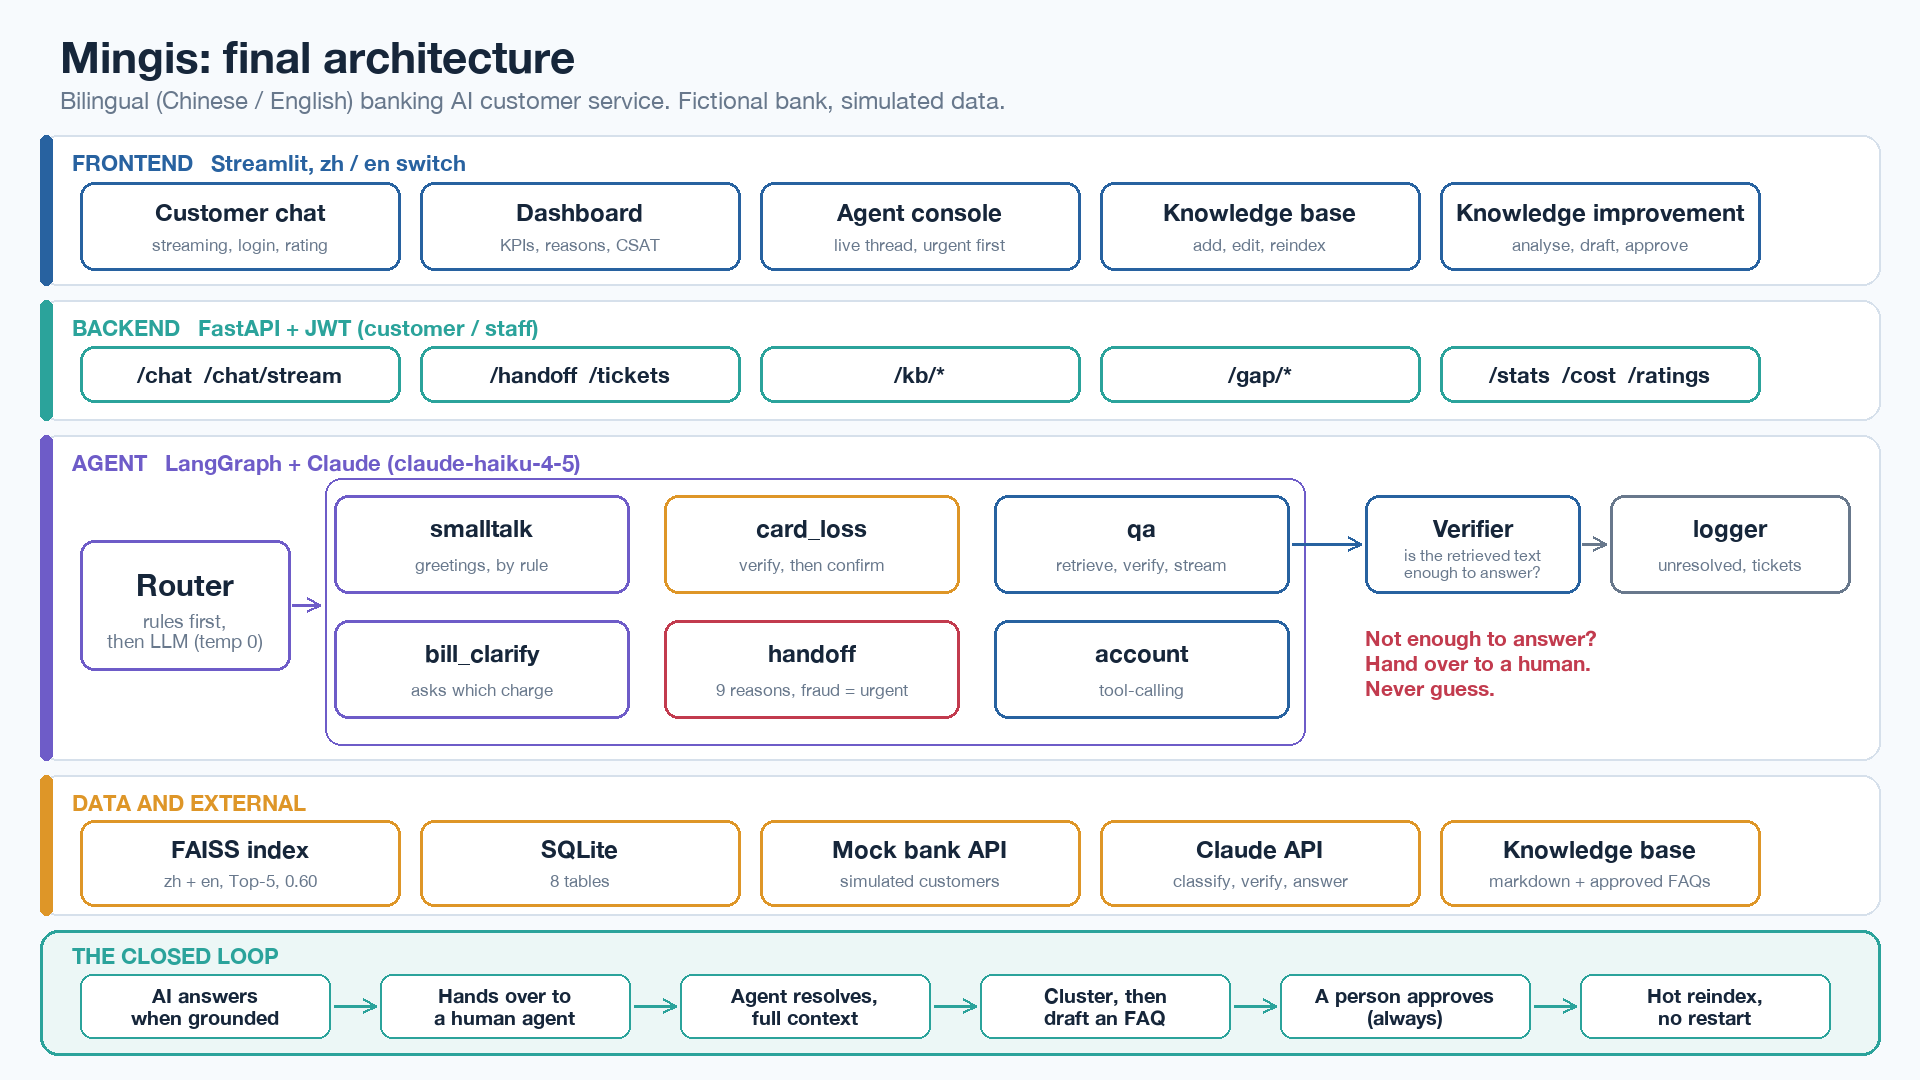 Mingis: final architecture
Bilingual (Chinese / English) banking AI customer service. Fictional bank, simulated data.
FRONTEND Streamlit, zh / en switch
Customer chat
streaming, login, rating
Dashboard
KPIs, reasons, CSAT
Agent console
live thread, urgent first
Knowledge base
add, edit, reindex
Knowledge improvement
analyse, draft, approve
BACKEND FastAPI + JWT (customer / staff)
/chat /chat/stream
/handoff /tickets
/kb/*
/gap/*
/stats /cost /ratings
AGENT LangGraph + Claude (claude-haiku-4-5)
Router
rules first,
then LLM (temp 0)
smalltalk
greetings, by rule
card_loss
verify, then confirm
qa
retrieve, verify, stream
bill_clarify
asks which charge
handoff
9 reasons, fraud = urgent
account
tool-calling
Verifier
is the retrieved text
enough to answer?
logger
unresolved, tickets
Not enough to answer?
Hand over to a human.
Never guess.
DATA AND EXTERNAL
FAISS index
zh + en, Top-5, 0.60
SQLite
8 tables
Mock bank API
simulated customers
Claude API
classify, verify, answer
Knowledge base
markdown + approved FAQs
THE CLOSED LOOP
AI answers
when grounded
Hands over to
a human agent
Agent resolves,
full context
Cluster, then
draft an FAQ
A person approves
(always)
Hot reindex,
no restart